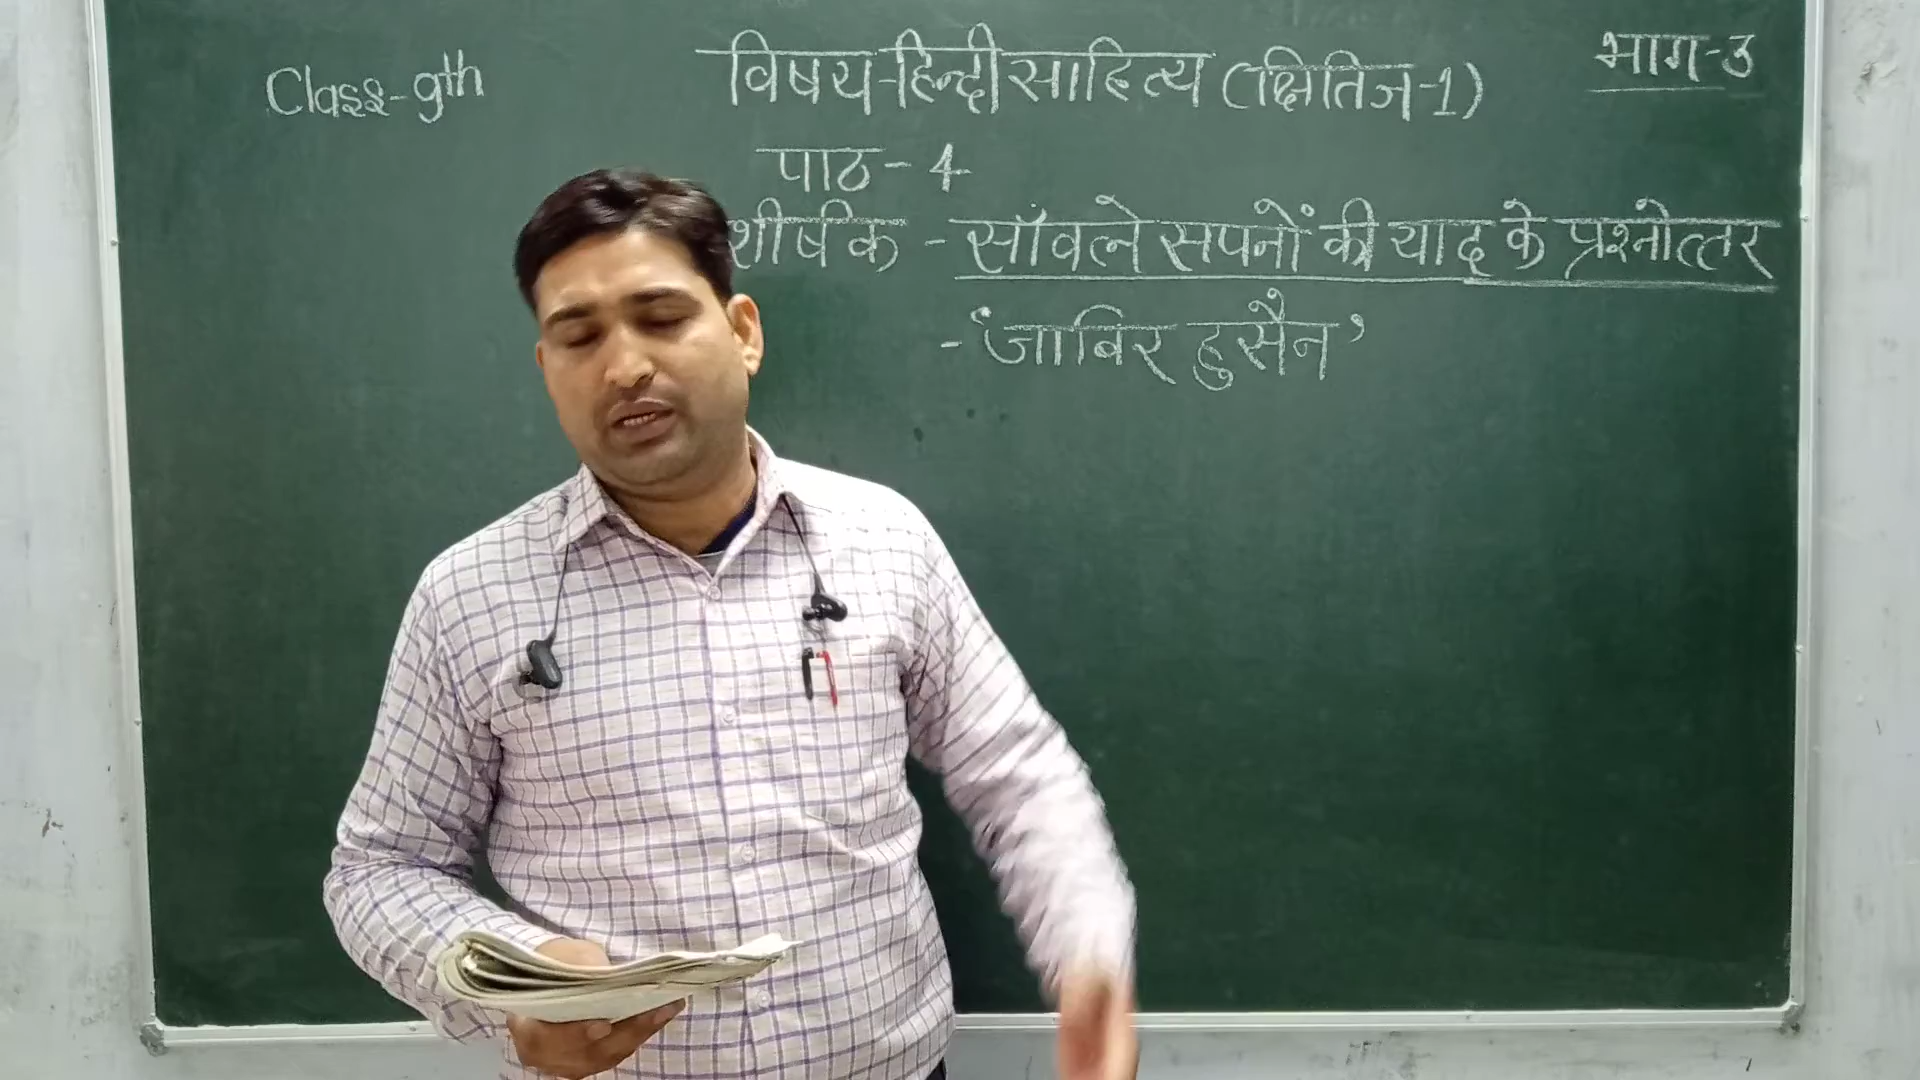 Class-9th
विषय-हिन्दी साहित्य (क्षितिज-1)
भाग-3
पाठ-4
शीर्षक - साँवले सपनों की याद के प्रश्नोत्तर
-‘जाबिर हुसैन’